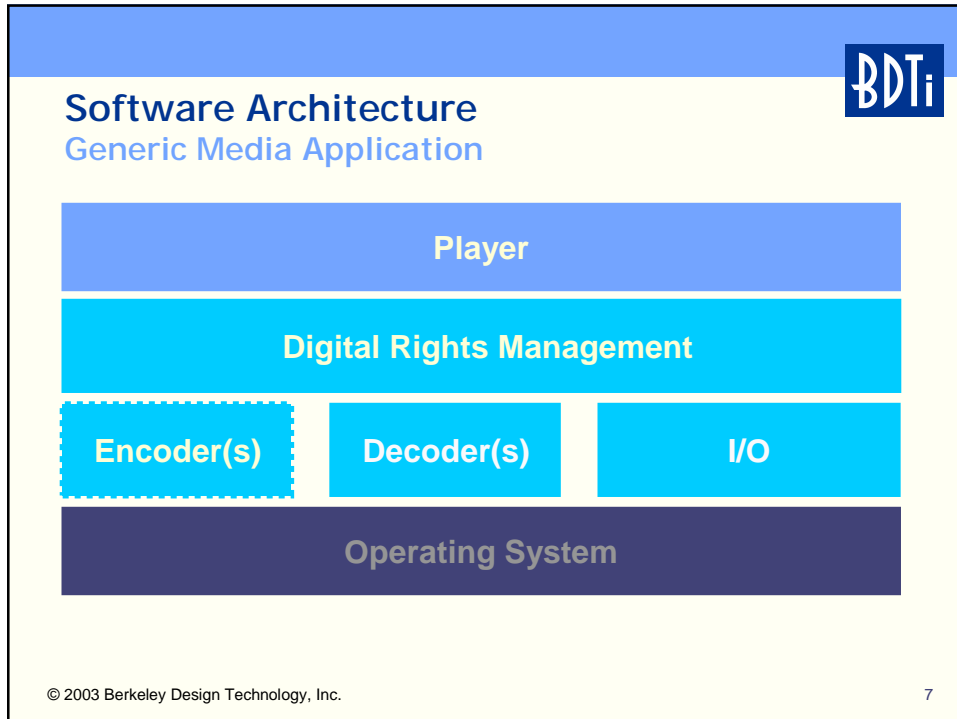 BDTi
Software Architecture
Generic Media Application
Player
Digital Rights Management
Encoder(s) Decoder(s) I/O
Operating System
© 2003 Berkeley Design Technology, Inc. 7